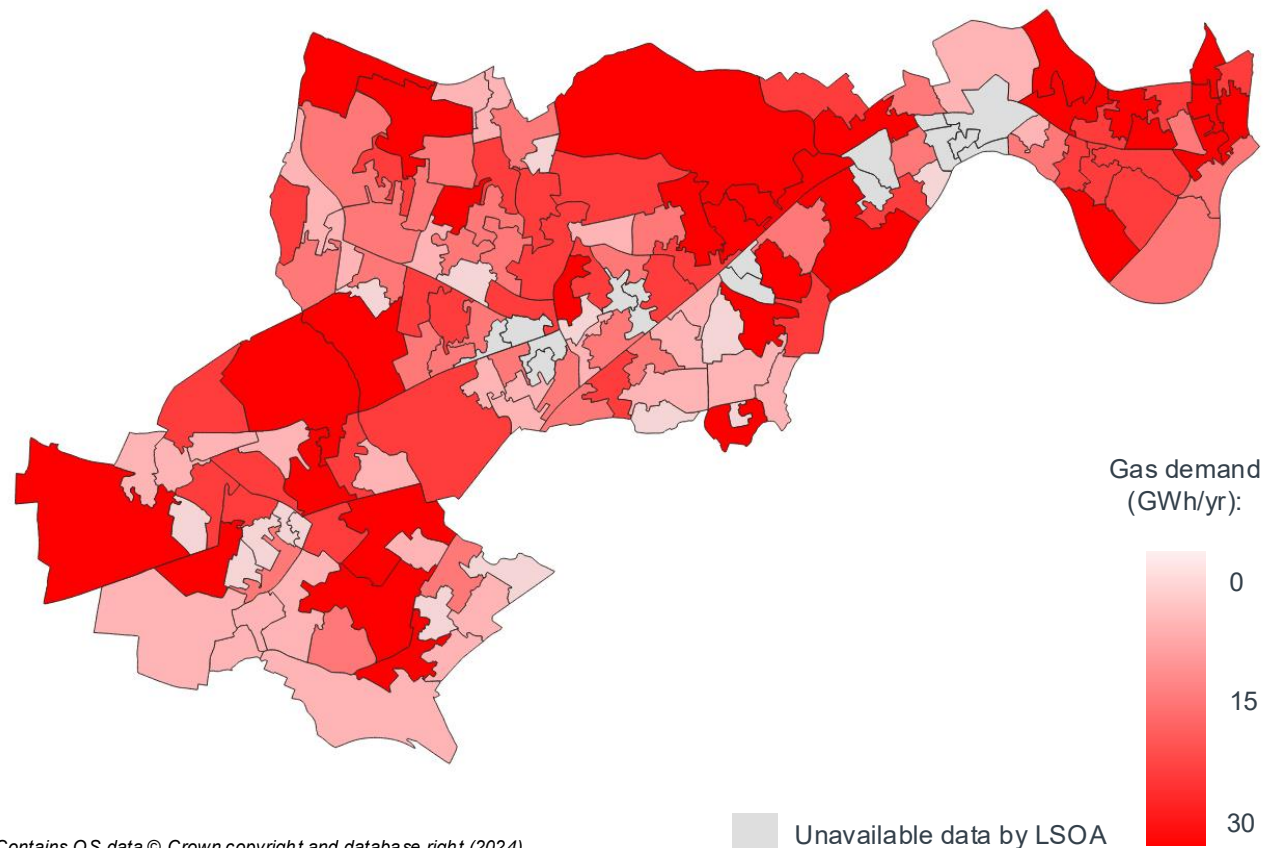 Gas demand
(GWh/yr):
0
15
30
Unavailable data by LSOA
Contains OS data © Crown copyright and database right (2024)